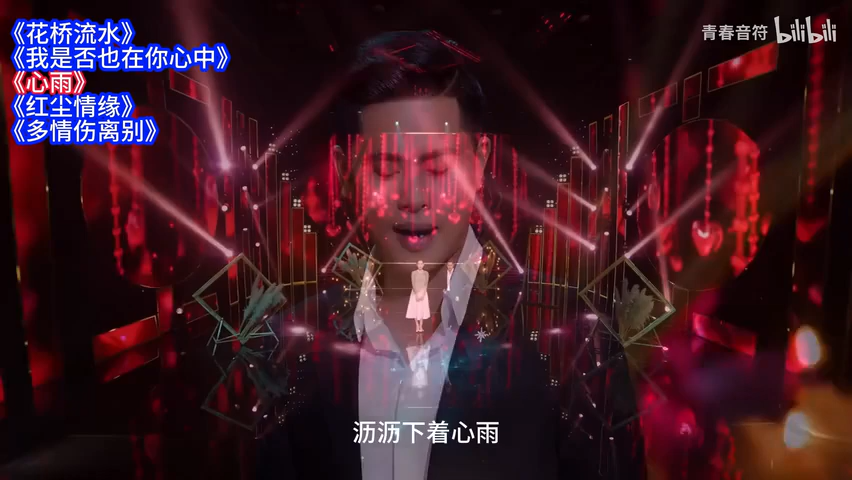 《花桥流水》
《我是否也在你心中》
《心雨》
《红尘情缘》
《多情伤离别》
青春音符 bilibili
沥沥下着心雨